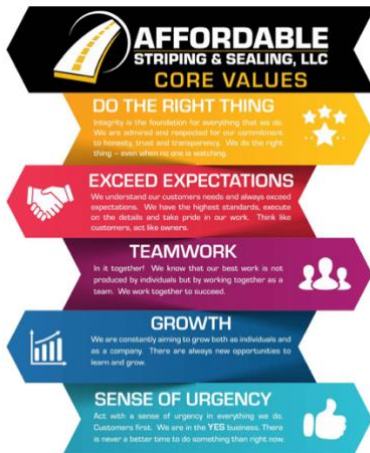 AFFORDABLE
STRIPING & SEALING, LLC
CORE VALUES
DO THE RIGHT THING
Integrity is the foundation for everything that we do.
We are admired and respected for our commitment
to honesty, trust and transparency. We do the right
thing – even when no one is watching.
EXCEED EXPECTATIONS
We understand our customers needs and always exceed
expectations. We have the highest standards, execute
on the details and take pride in our work. Think like
customers, act like owners.
TEAMWORK
In it together! We know that our best work is not
produced by individuals but by working together as a
team. We work together to succeed.
GROWTH
We are constantly aiming to grow both as individuals and
as a company. There are always new opportunities to
learn and grow.
SENSE OF URGENCY
Act with a sense of urgency in everything we do.
Customers first. We are in the YES business. There
is never a better time to do something than right now.